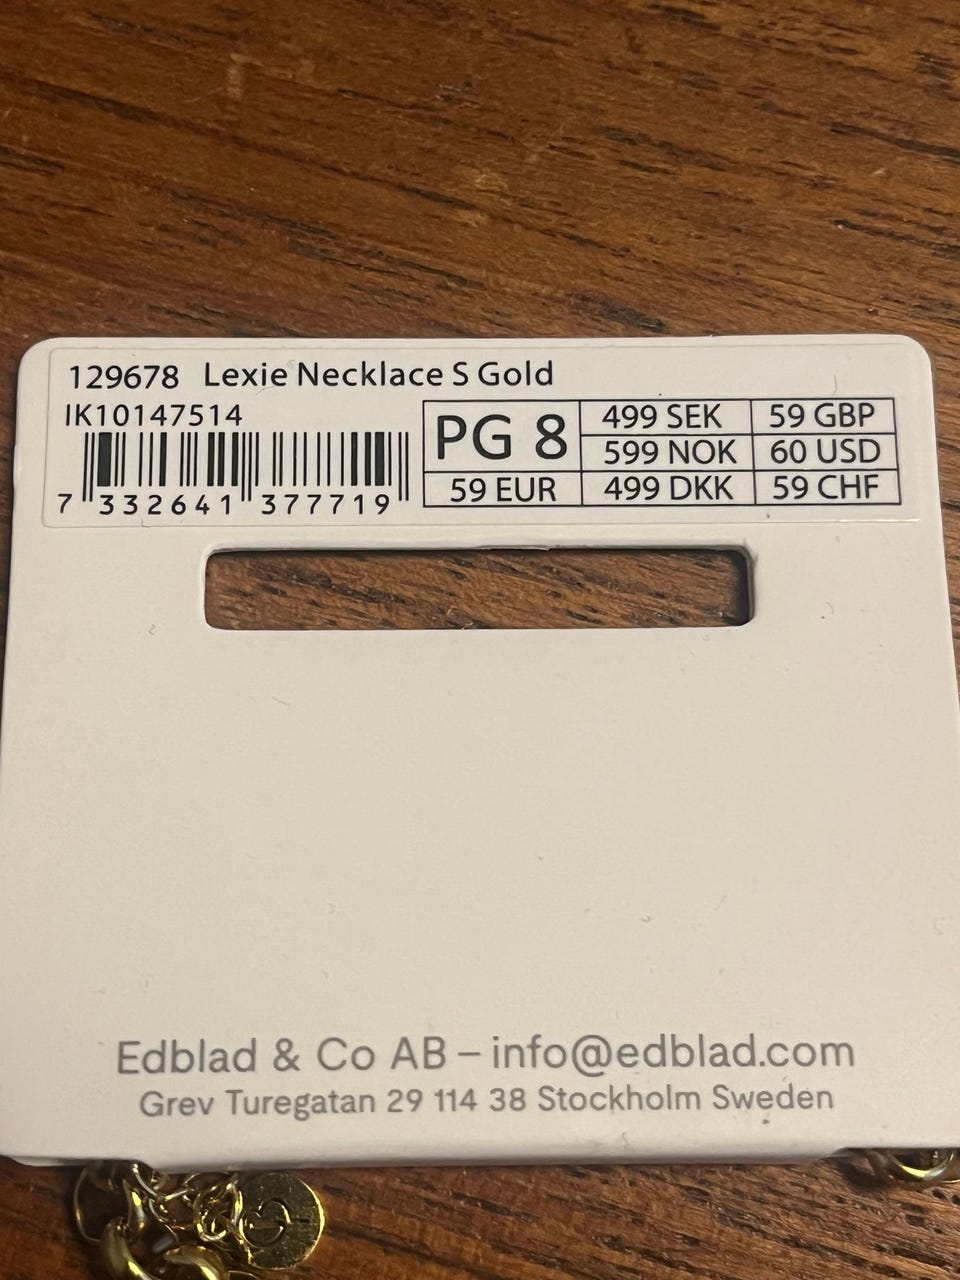 129678 Lexie Necklace S Gold
IK10147514
7 332641 377719
PG 8 499 SEK 59 GBP
599 NOK 60 USD
59 EUR 499 DKK 59 CHF
Edblad & Co AB – info@edblad.com
Grev Turegatan 29 114 38 Stockholm Sweden